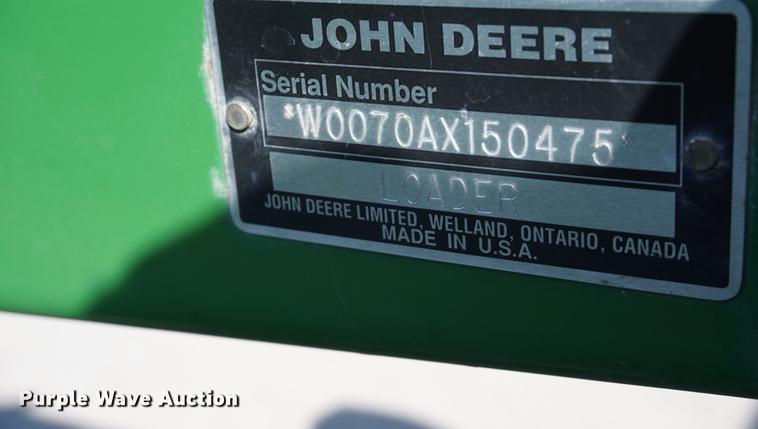 JOHN DEERE
Serial Number
*W0070AX150475*
LOADER
JOHN DEERE LIMITED, WELLAND, ONTARIO, CANADA
MADE IN U.S.A.
Purple Wave Auction